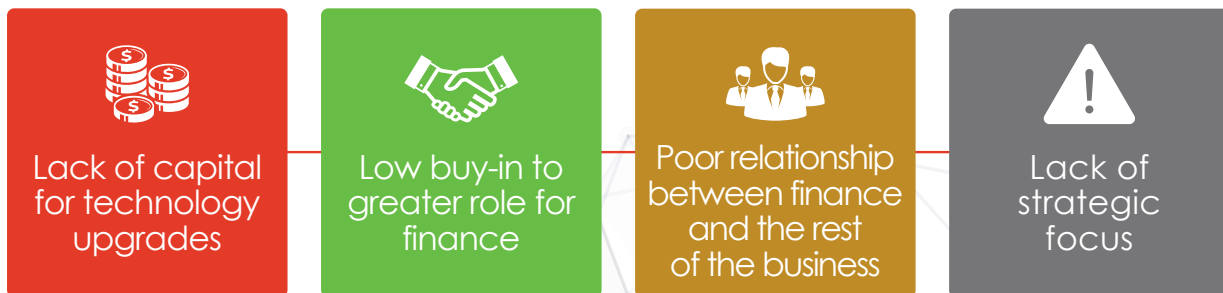 Lack of capital
for technology
upgrades
Low buy-in to
greater role for
finance
Poor relationship
between finance
and the rest
of the business
Lack of
strategic
focus